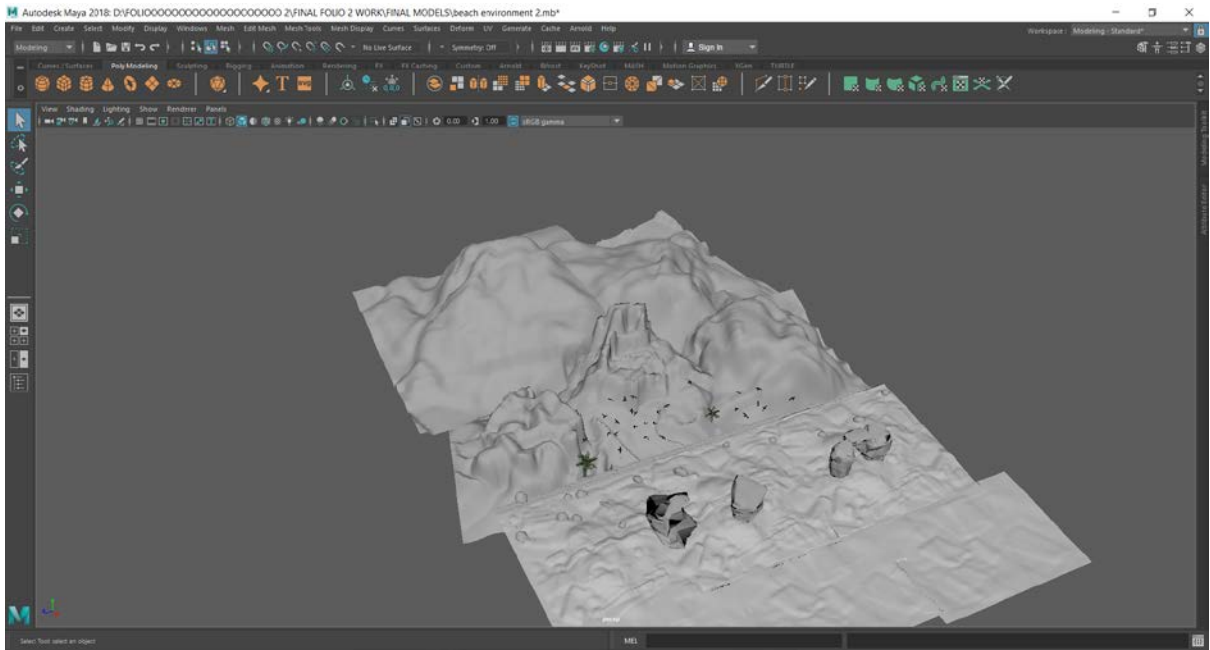 Autodesk Maya 2018: D:\FOLIOOOOOOOOOOOOOOOOOOOO 2\FINAL FOLIO 2 WORK\FINAL MODELS\beach environment 2.mb*
File Edit Create Select Modify Display Windows Mesh Edit Mesh Mesh Tools Mesh Display Curves Surfaces Deform UV Generate Cache Arnold Help
Workspace: Modeling - Standard*
Modeling
No Live Surface
Symmetry: Off
Sign In
Curves / Surfaces Poly Modeling Sculpting Rigging Animation Rendering FX FX Caching Custom Arnold Bifrost KeyShot MASH Motion Graphics XGen TURTLE
View Shading Lighting Show Renderer Panels
0.00 1.00 sRGB gamma
Modeling Toolkit
Attribute Editor
persp
Select Tool: select an object
MEL